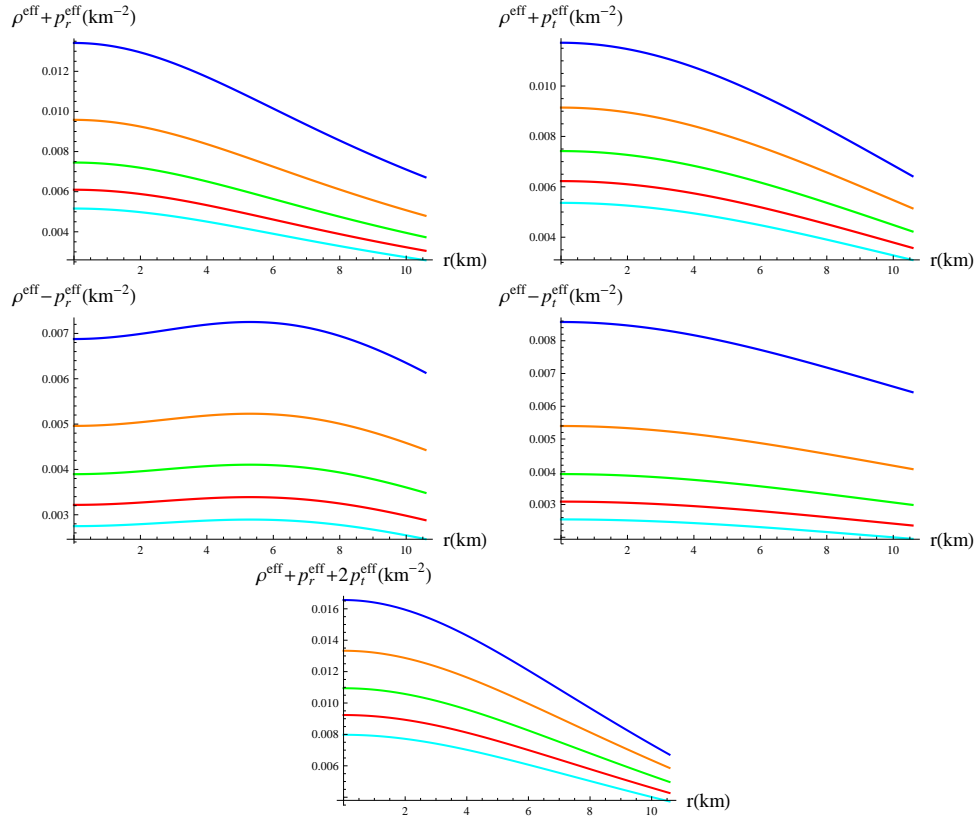 ρ^eff + p_r^eff (km⁻²)
0.012
0.010
0.008
0.006
0.004
2 4 6 8 10 r(km)
ρ^eff + p_t^eff (km⁻²)
0.010
0.008
0.006
0.004
2 4 6 8 10 r(km)
ρ^eff − p_r^eff (km⁻²)
0.007
0.006
0.005
0.004
0.003
2 4 6 8 10 r(km)
ρ^eff − p_t^eff (km⁻²)
0.008
0.007
0.006
0.005
0.004
0.003
2 4 6 8 10 r(km)
ρ^eff + p_r^eff + 2 p_t^eff (km⁻²)
0.016
0.014
0.012
0.010
0.008
0.006
2 4 6 8 10 r(km)